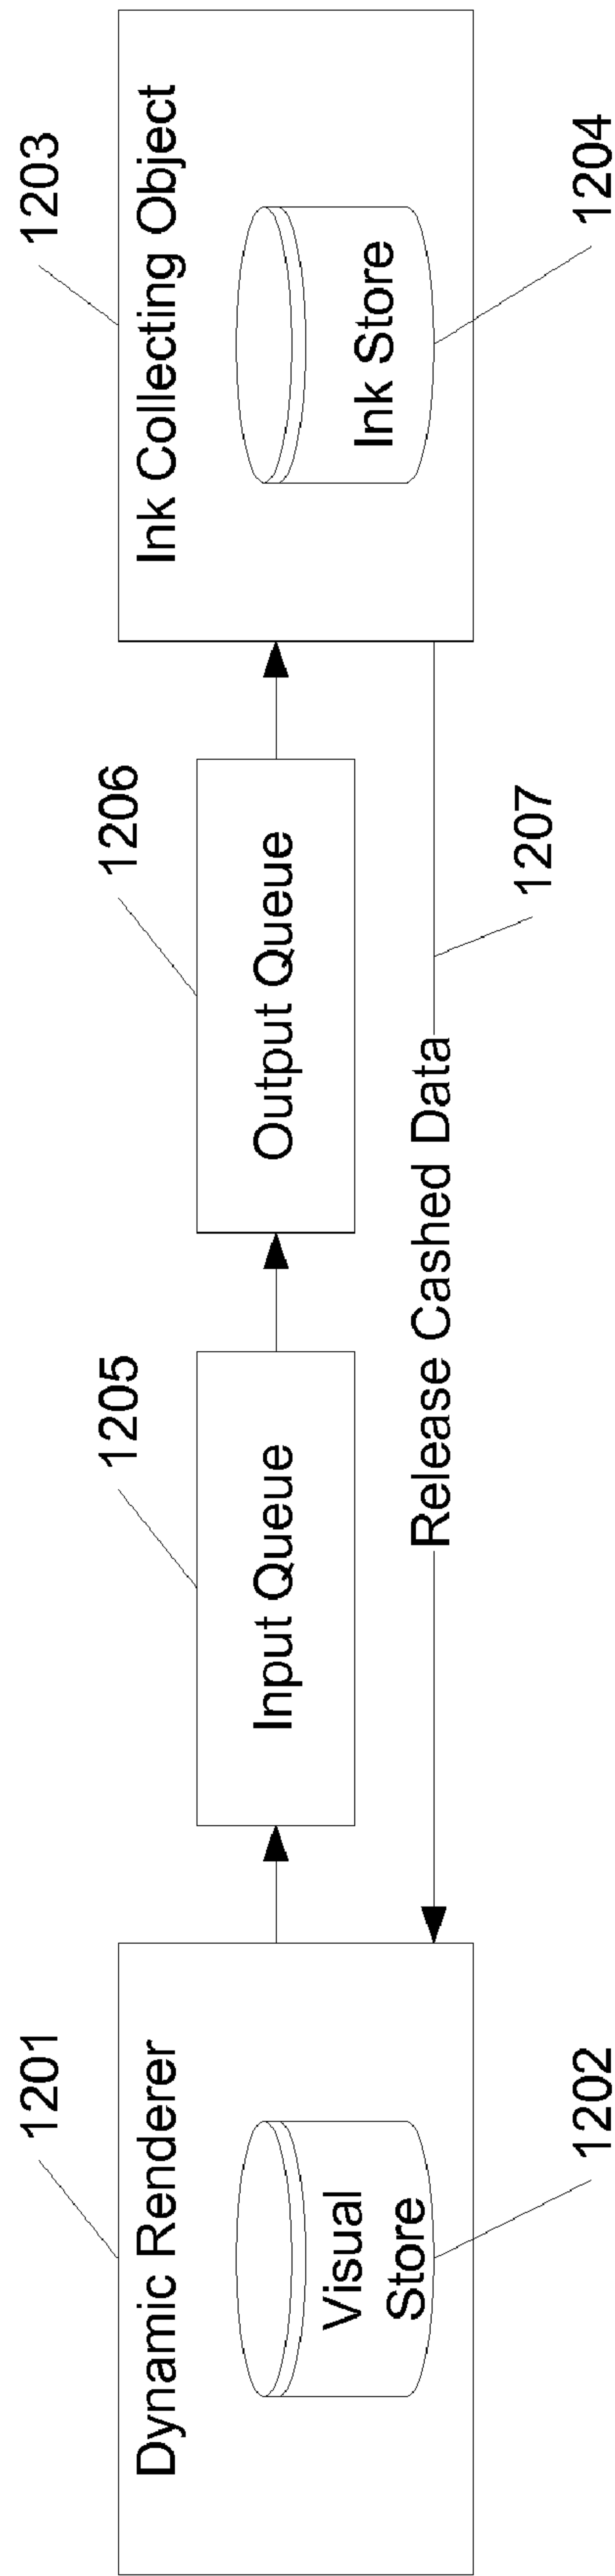 1201
Dynamic Renderer
Visual
Store
1202
1205
Input Queue
1206
Output Queue
Release Cashed Data
1207
1203
Ink Collecting Object
Ink Store
1204